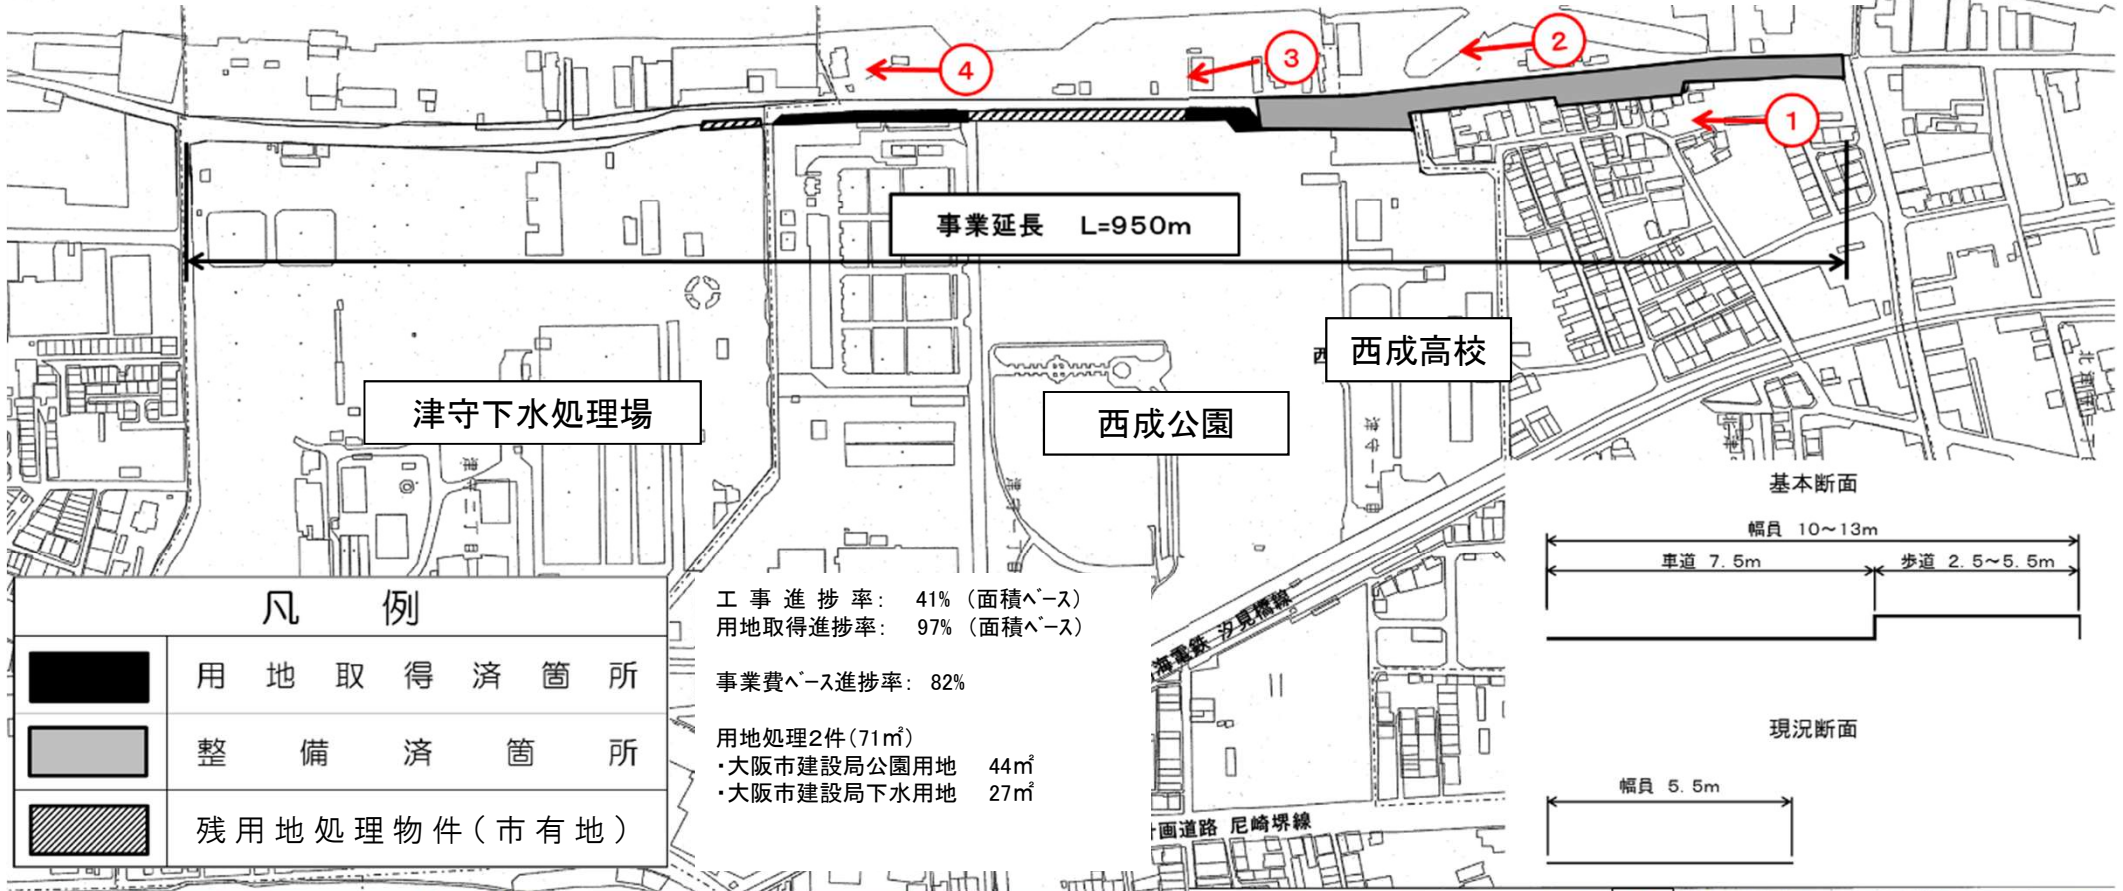 ②
③
④
①
事業延長 L=950m
西成高校
西
津守下水処理場
西成公園
津守一丁目
基本断面
幅員 10～13m
車道 7.5m
歩道 2.5～5.5m
凡例
用地取得済箇所
整備済箇所
残用地処理物件(市有地)
工事進捗率: 41% (面積ベース)
用地取得進捗率: 97% (面積ベース)
事業費ベース進捗率: 82%
用地処理2件(71㎡)
・大阪市建設局公園用地 44㎡
・大阪市建設局下水用地 27㎡
海電鉄 汐見橋線
現況断面
幅員 5.5m
画道路 尼崎堺線